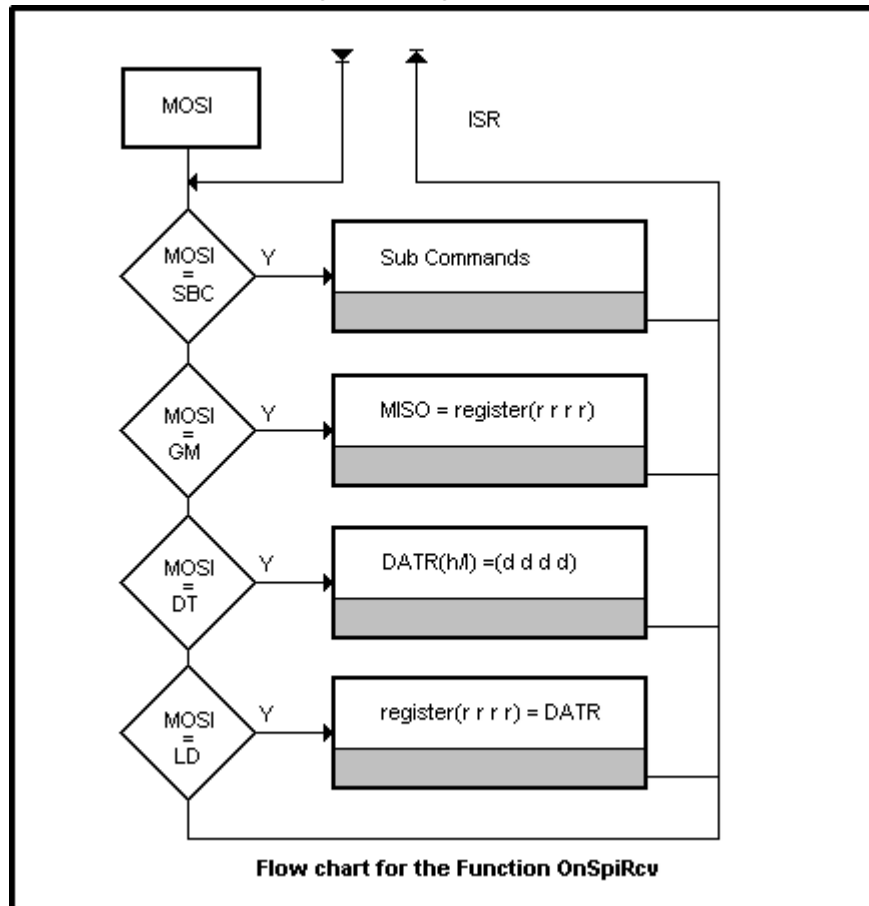 MOSI
ISR
MOSI
=
SBC
Y
Sub Commands
MOSI
=
GM
Y
MISO = register(r r r r)
MOSI
=
DT
Y
DATR(h/l) =(d d d d)
MOSI
=
LD
Y
register(r r r r) = DATR
Flow chart for the Function OnSpiRcv